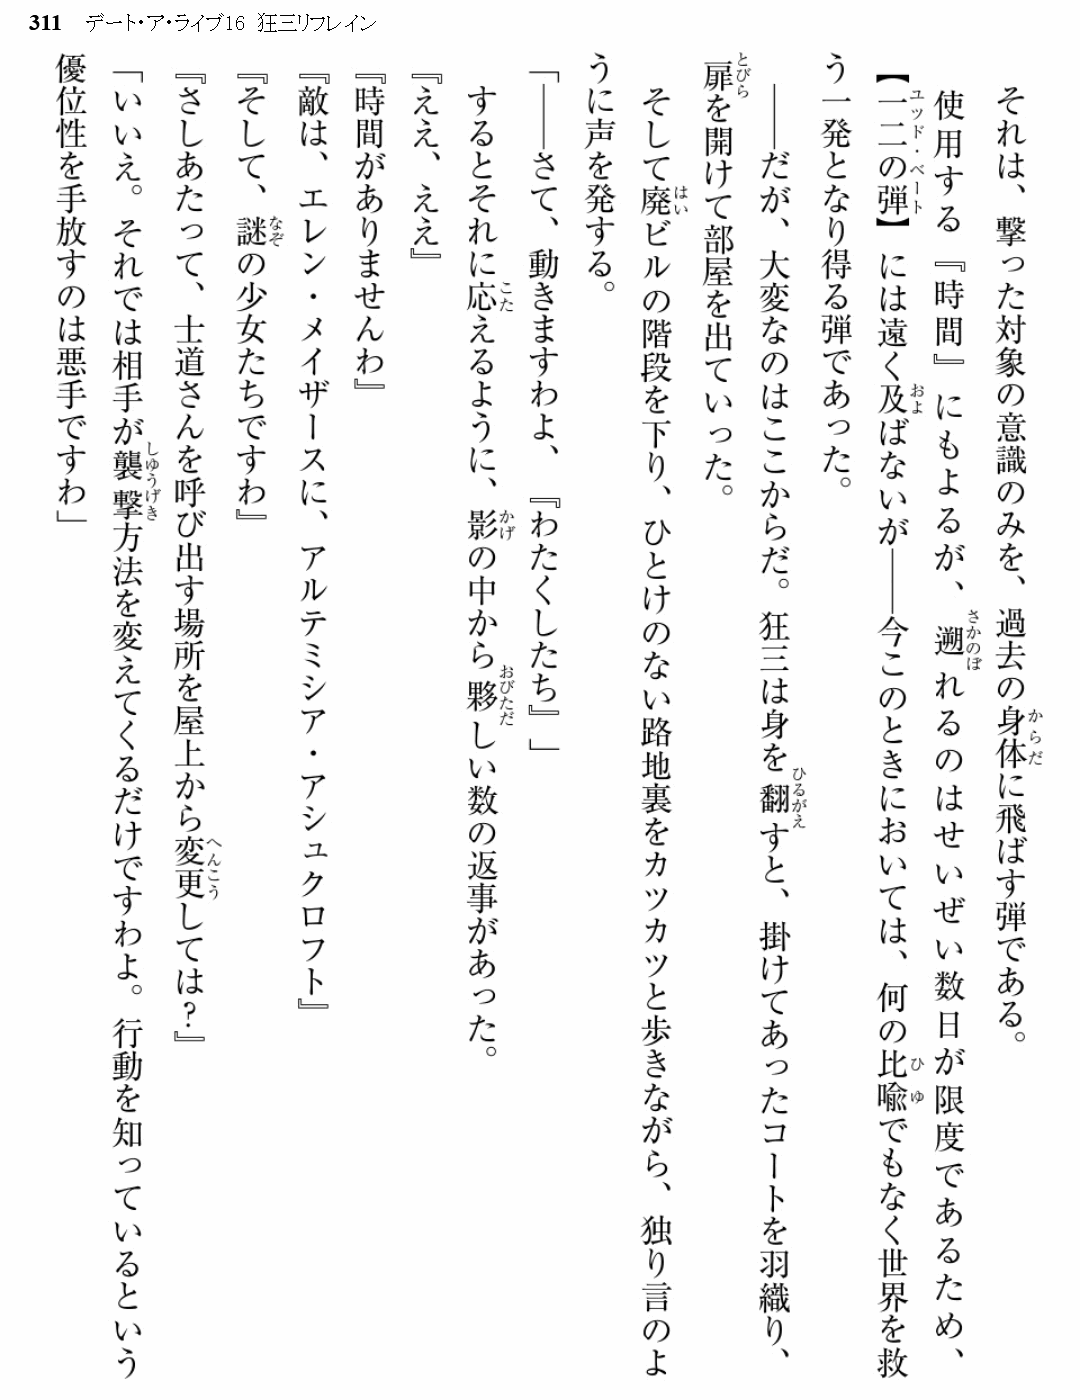 311 デート・ア・ライブ16 狂三リフレイン
それは、撃った対象の意識のみを、過去の身体に飛ばす弾である。
使用する『時間』にもよるが、遡れるのはせいぜい数日が限度であるため、
【一二の弾】には遠く及ばないが――今このときにおいては、何の比喩でもなく世界を救
う一発となり得る弾であった。
――だが、大変なのはここからだ。狂三は身を翻すと、掛けてあったコートを羽織り、
扉を開けて部屋を出ていった。
そして廃ビルの階段を下り、ひとけのない路地裏をカツカツと歩きながら、独り言のよ
うに声を発する。
「――さて、動きますわよ、『わたくしたち』」
するとそれに応えるように、影の中から夥しい数の返事があった。
『ええ、ええ』
『時間がありませんわ』
『敵は、エレン・メイザースに、アルテミシア・アシュクロフト』
『そして、謎の少女たちですわ』
『さしあたって、士道さんを呼び出す場所を屋上から変更しては？』
「いいえ。それでは相手が襲撃方法を変えてくるだけですわよ。行動を知っているという
優位性を手放すのは悪手ですわ」